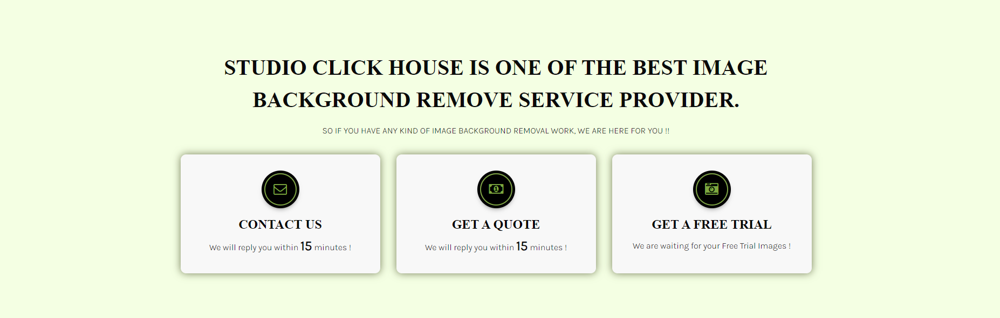 STUDIO CLICK HOUSE IS ONE OF THE BEST IMAGE
BACKGROUND REMOVE SERVICE PROVIDER.
SO IF YOU HAVE ANY KIND OF IMAGE BACKGROUND REMOVAL WORK, WE ARE HERE FOR YOU !!
CONTACT US
We will reply you within 15 minutes !
1
GET A QUOTE
We will reply you within 15 minutes !
GET A FREE TRIAL
We are waiting for your Free Trial Images !